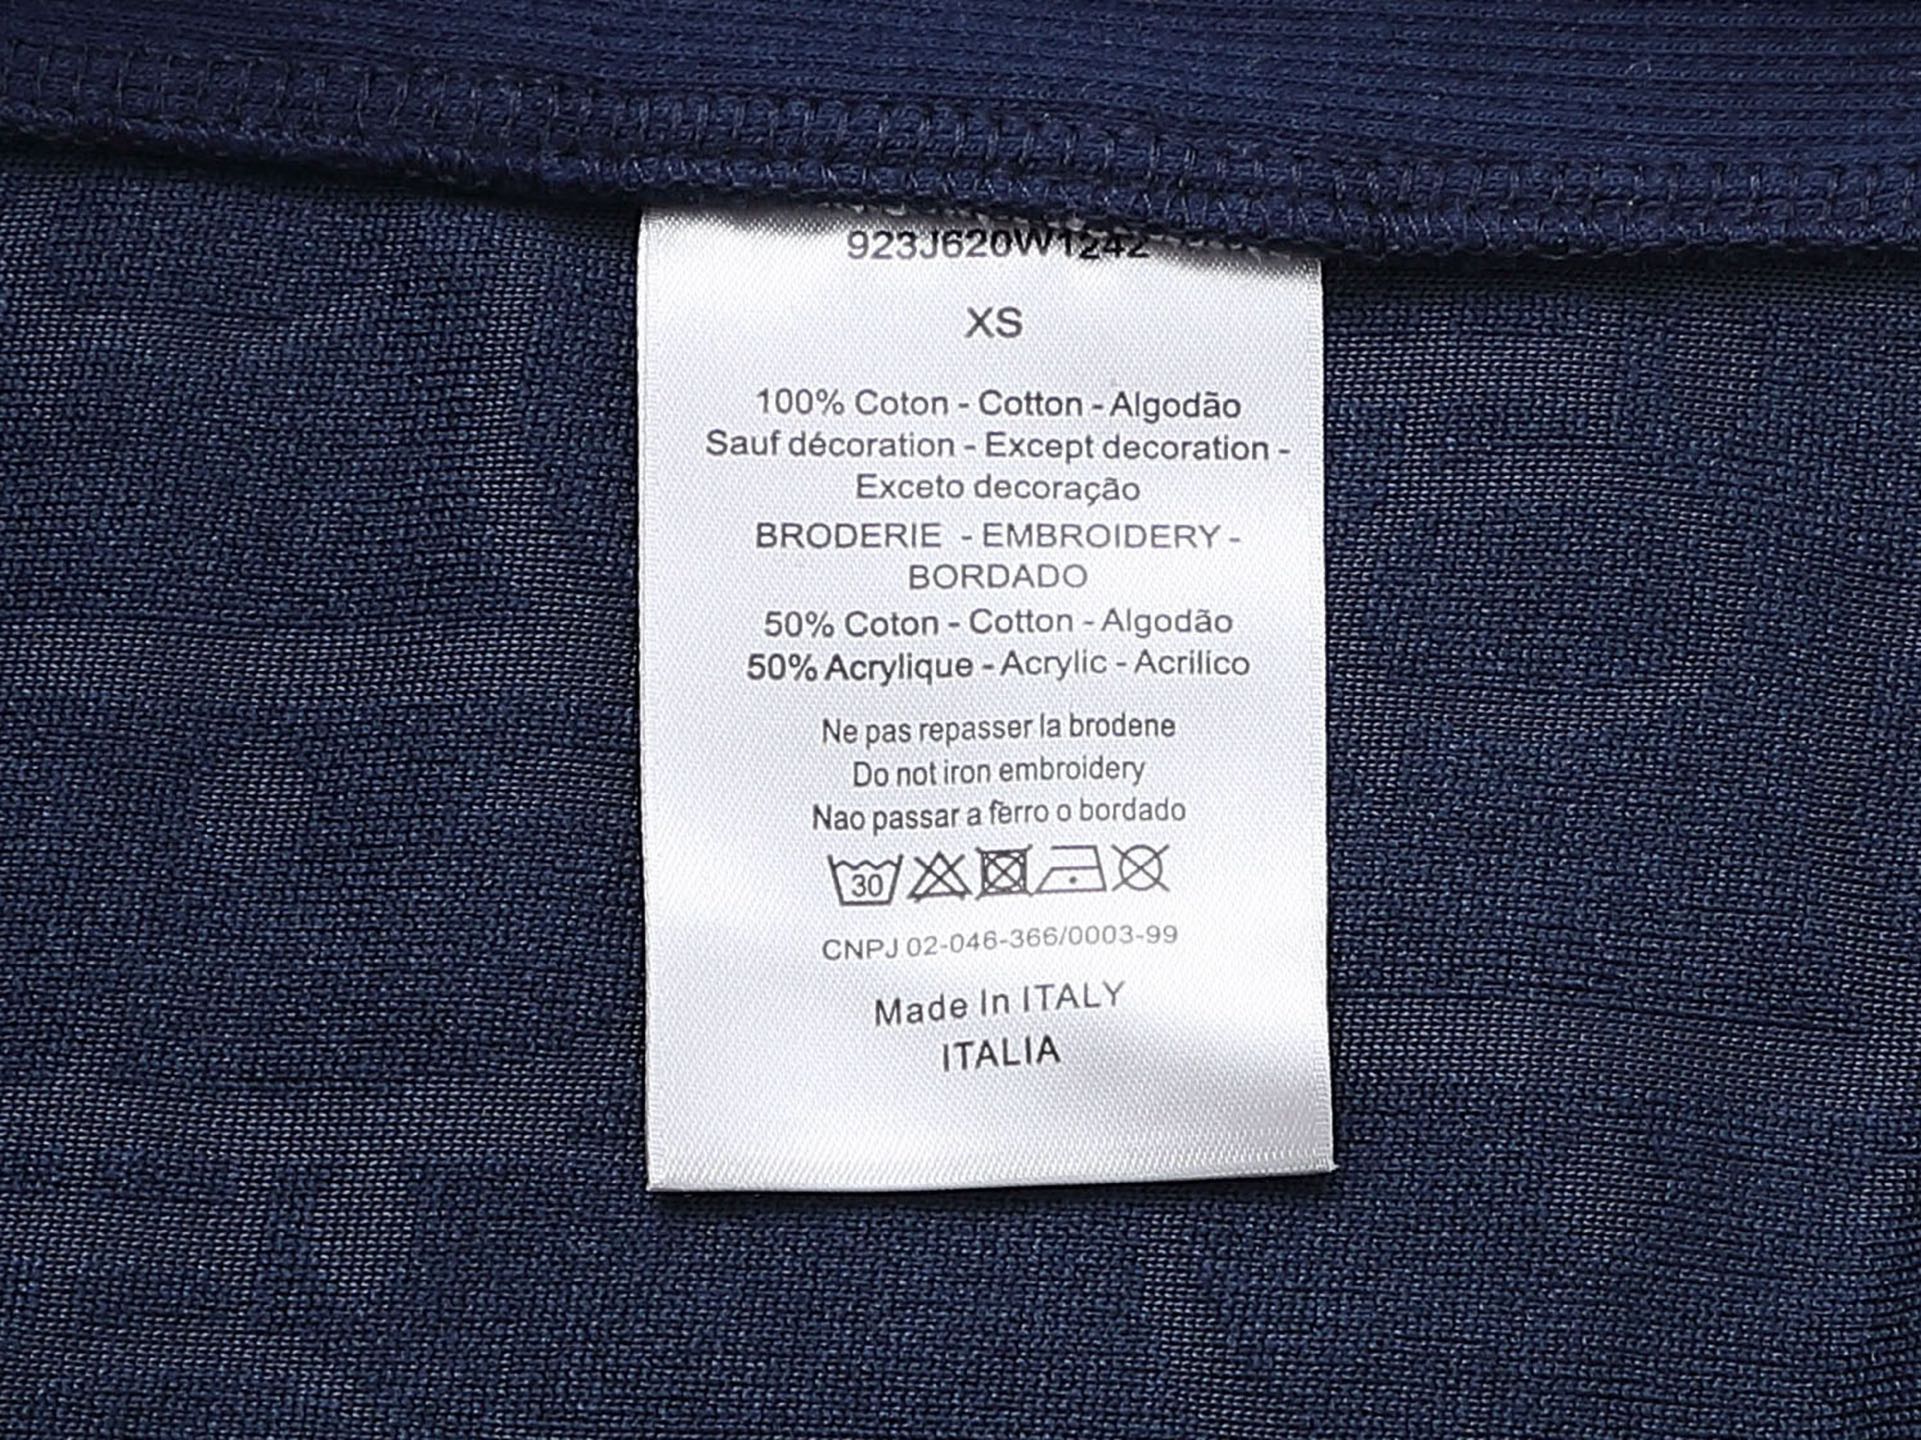 923J620W1242
XS
100% Coton - Cotton - Algodão
Sauf décoration - Except decoration -
Exceto decoração
BRODERIE - EMBROIDERY -
BORDADO
50% Coton - Cotton - Algodão
50% Acrylique - Acrylic - Acrilico
Ne pas repasser la brodene
Do not iron embroidery
Nao passar a ferro o bordado
30
CNPJ 02-046-366/0003-99
Made In ITALY
ITALIA